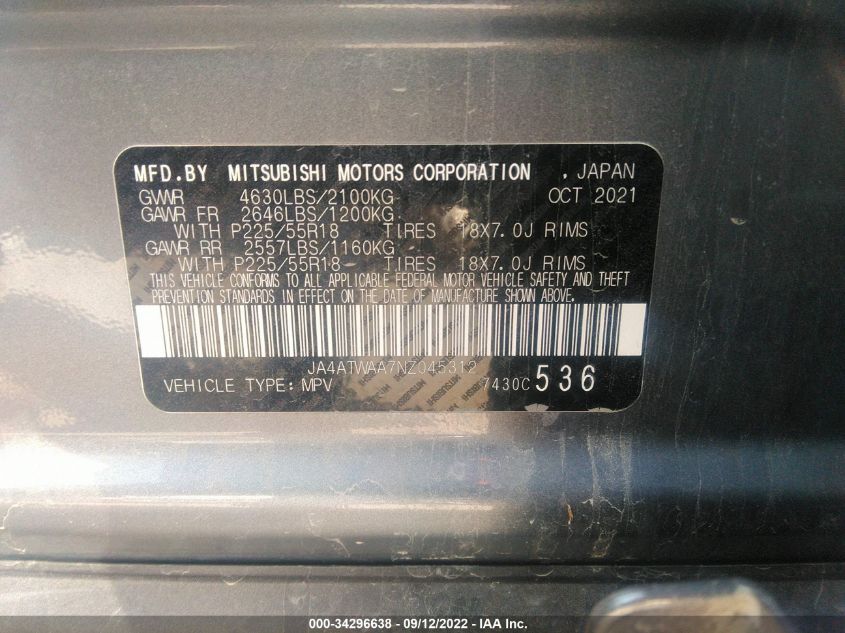 MFD.BY MITSUBISHI MOTORS CORPORATION . JAPAN
GVWR 4630LBS/2100KG OCT 2021
GAWR FR 2646LBS/1200KG
WITH P225/55R18 TIRES 18X7.0J RIMS
GAWR RR 2557LBS/1160KG
WITH P225/55R18 TIRES 18X7.0J RIMS
THIS VEHICLE CONFORMS TO ALL APPLICABLE FEDERAL MOTOR VEHICLE SAFETY AND THEFT
PREVENTION STANDARDS IN EFFECT ON THE DATE OF MANUFACTURE SHOWN ABOVE.
JA4ATWAA7NZ045312
VEHICLE TYPE: MPV 7430C 536
000-34296638 - 09/12/2022 - IAA Inc.